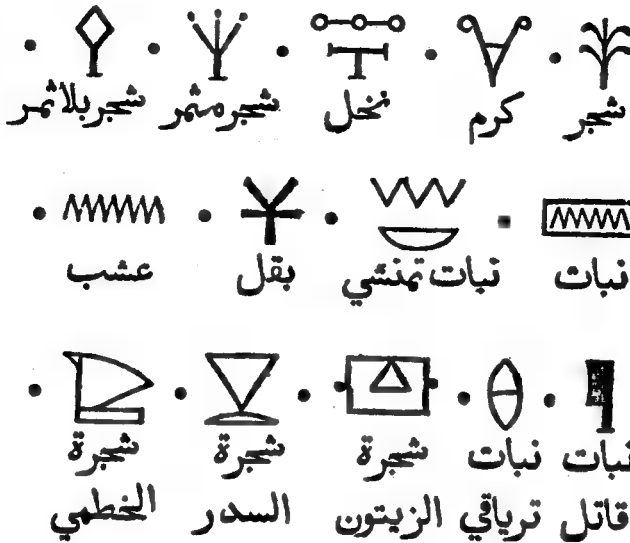 شجر كرم نخل شجر مثمر شجر بلا ثمر
نبات نبات تمنشي بقل عشب
نبات نبات شجرة شجرة شجرة
قاتل ترياقي الزيتون السدر الخطمي